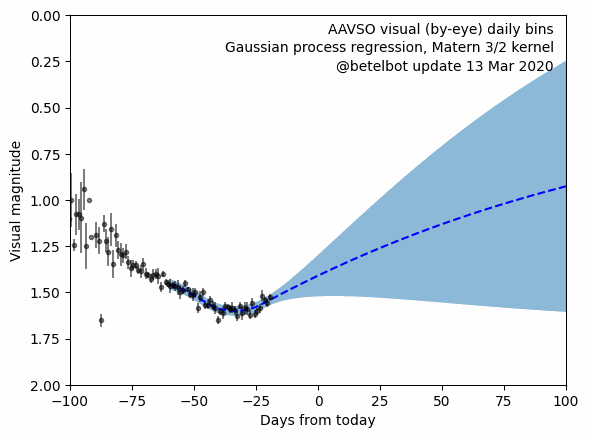 AAVSO visual (by-eye) daily bins
Gaussian process regression, Matern 3/2 kernel
@betelbot update 13 Mar 2020
0.00
0.25
0.50
0.75
1.00
1.25
1.50
1.75
2.00
Visual magnitude
−100 −75 −50 −25 0 25 50 75 100
Days from today